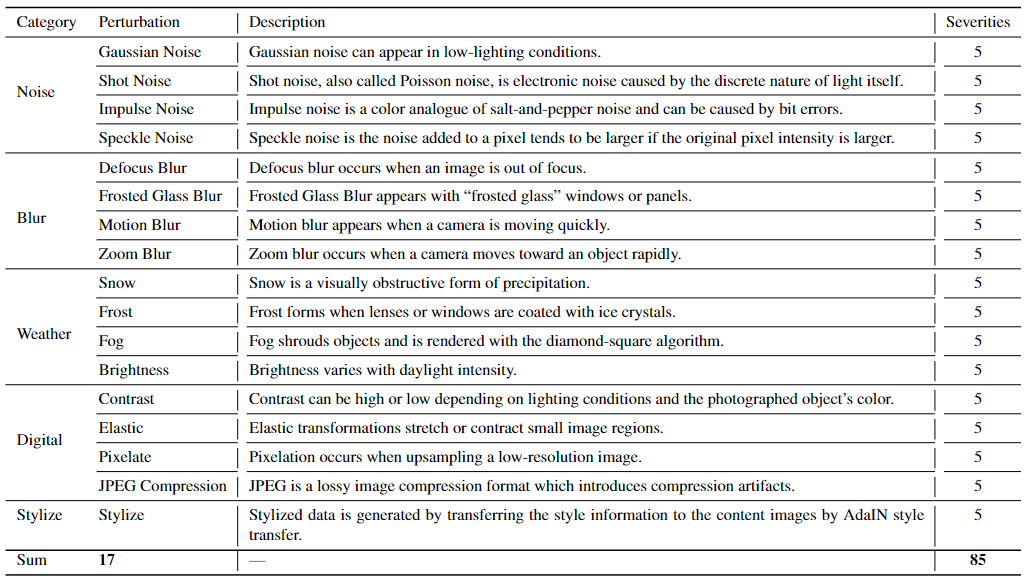 Category Perturbation Description Severities
Gaussian Noise Gaussian noise can appear in low-lighting conditions. 5
Shot Noise Shot noise, also called Poisson noise, is electronic noise caused by the discrete nature of light itself. 5
Noise
Impulse Noise Impulse noise is a color analogue of salt-and-pepper noise and can be caused by bit errors. 5
Speckle Noise Speckle noise is the noise added to a pixel tends to be larger if the original pixel intensity is larger. 5
Defocus Blur Defocus blur occurs when an image is out of focus. 5
Frosted Glass Blur Frosted Glass Blur appears with “frosted glass” windows or panels. 5
Blur
Motion Blur Motion blur appears when a camera is moving quickly. 5
Zoom Blur Zoom blur occurs when a camera moves toward an object rapidly. 5
Snow Snow is a visually obstructive form of precipitation. 5
Frost Frost forms when lenses or windows are coated with ice crystals. 5
Weather
Fog Fog shrouds objects and is rendered with the diamond-square algorithm. 5
Brightness Brightness varies with daylight intensity. 5
Contrast Contrast can be high or low depending on lighting conditions and the photographed object’s color. 5
Elastic Elastic transformations stretch or contract small image regions. 5
Digital
Pixelate Pixelation occurs when upsampling a low-resolution image. 5
JPEG Compression JPEG is a lossy image compression format which introduces compression artifacts. 5
Stylize Stylize Stylized data is generated by transferring the style information to the content images by AdaIN style 5
transfer.
Sum 17 — 85